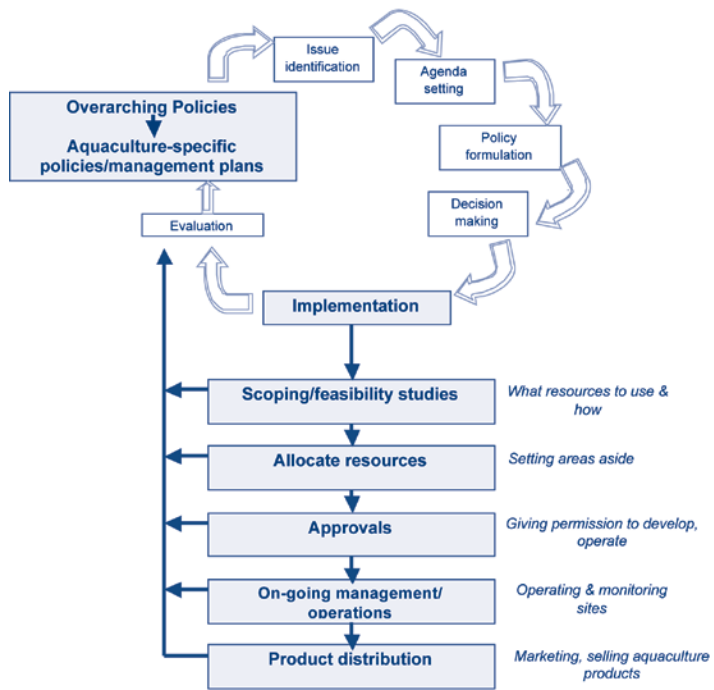 Issue
identification
Agenda
setting
Overarching Policies
Aquaculture-specific
policies/management plans
Policy
formulation
Decision
making
Evaluation
Implementation
Scoping/feasibility studies
What resources to use &
how
Allocate resources
Setting areas aside
Approvals
Giving permission to develop,
operate
On-going management/
operations
Operating & monitoring
sites
Product distribution
Marketing, selling aquaculture
products